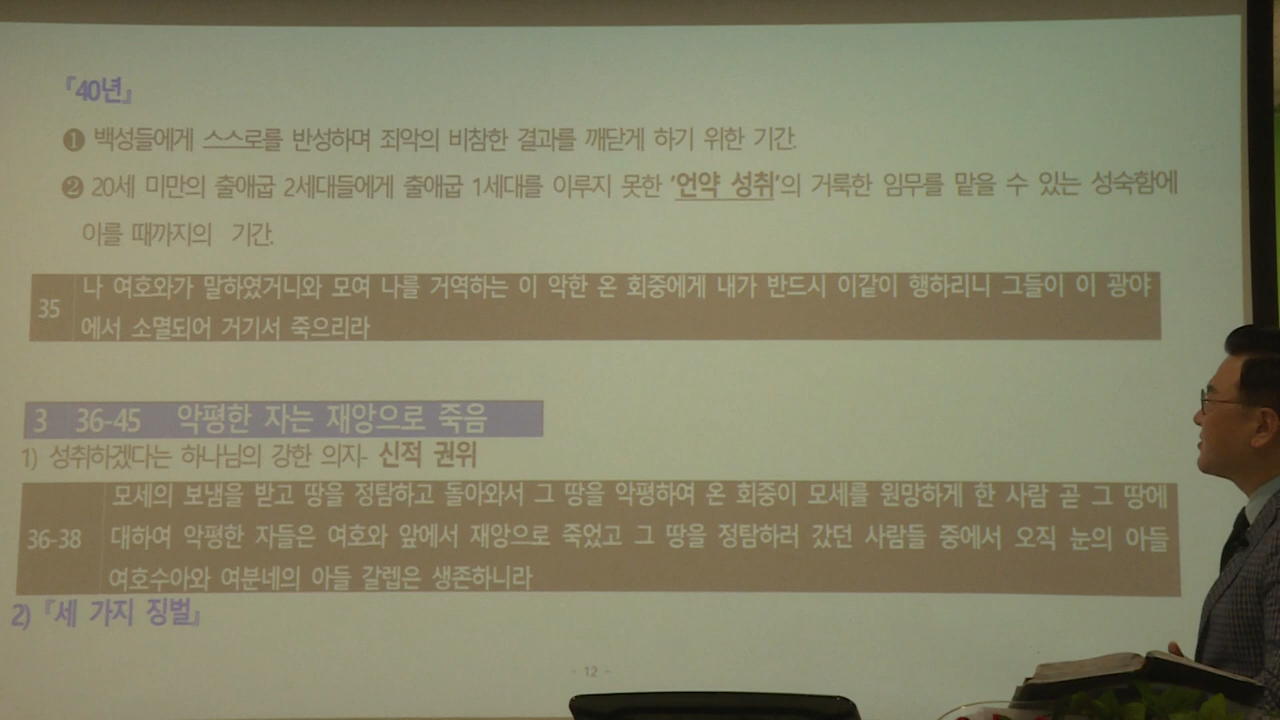 『40년』
❶ 백성들에게 스스로를 반성하며 죄악의 비참한 결과를 깨닫게 하기 위한 기간.
❷ 20세 미만의 출애굽 2세대들에게 출애굽 1세대를 이루지 못한 '언약 성취'의 거룩한 임무를 맡을 수 있는 성숙함에
이를 때까지의 기간.
35 나 여호와가 말하였거니와 모여 나를 거역하는 이 악한 온 회중에게 내가 반드시 이같이 행하리니 그들이 이 광야
에서 소멸되어 거기서 죽으리라
3 36-45 악평한 자는 재앙으로 죽음
1) 성취하겠다는 하나님의 강한 의지- 신적 권위
모세의 보냄을 받고 땅을 정탐하고 돌아와서 그 땅을 악평하여 온 회중이 모세를 원망하게 한 사람 곧 그 땅에
36-38 대하여 악평한 자들은 여호와 앞에서 재앙으로 죽었고 그 땅을 정탐하러 갔던 사람들 중에서 오직 눈의 아들
여호수아와 여분네의 아들 갈렙은 생존하니라
2) 『세 가지 징벌』
- 12 -